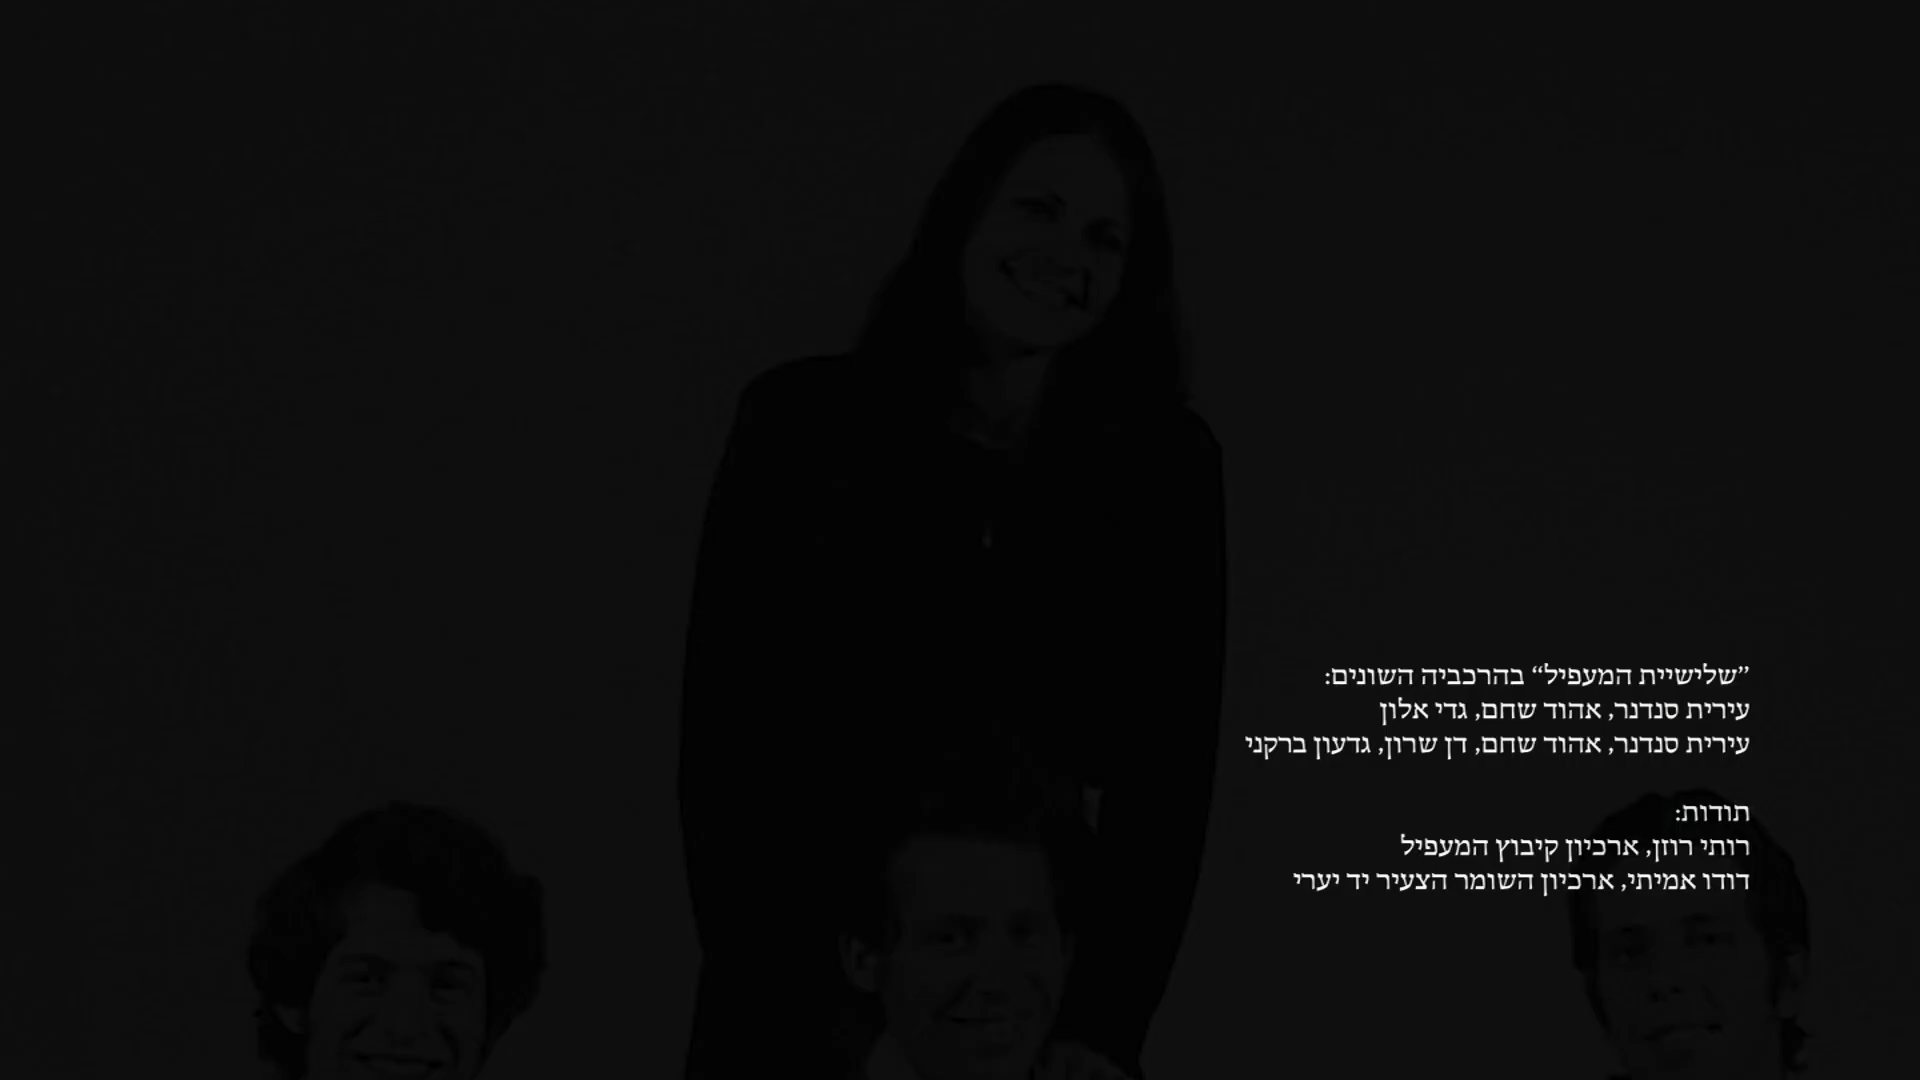 ”שלישיית המעפיל“ בהרכביה השונים:
עירית סנדנר, אהוד שחם, גדי אלון
עירית סנדנר, אהוד שחם, דן שרון, גדעון ברקני
תודות:
רותי רוזן, ארכיון קיבוץ המעפיל
דודו אמיתי, ארכיון השומר הצעיר יד יערי